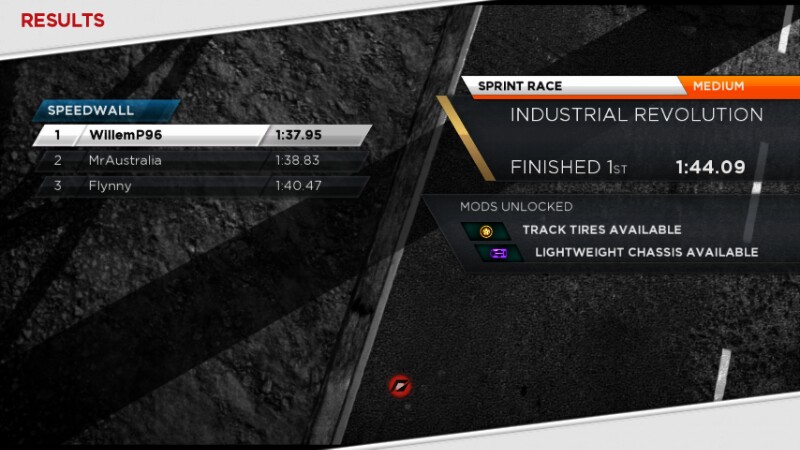 RESULTS
SPEEDWALL
1 WillemP96 1:37.95
2 MrAustralia 1:38.83
3 Flynny 1:40.47
SPRINT RACE MEDIUM
INDUSTRIAL REVOLUTION
FINISHED 1ST 1:44.09
MODS UNLOCKED
TRACK TIRES AVAILABLE
LIGHTWEIGHT CHASSIS AVAILABLE